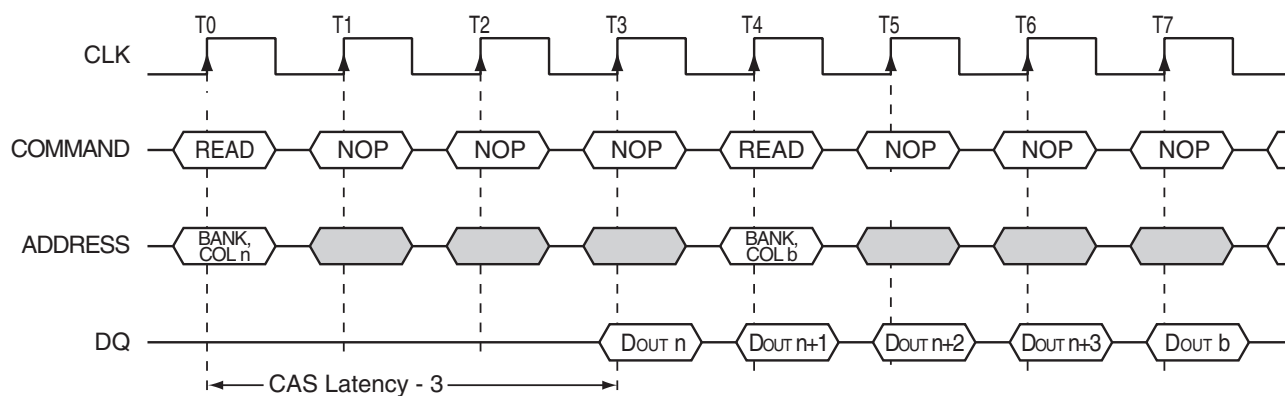 T0 T1 T2 T3 T4 T5 T6 T7
CLK
COMMAND READ NOP NOP NOP READ NOP NOP NOP
ADDRESS BANK, COL n BANK, COL b
DQ DOUT n DOUT n+1 DOUT n+2 DOUT n+3 DOUT b
CAS Latency - 3